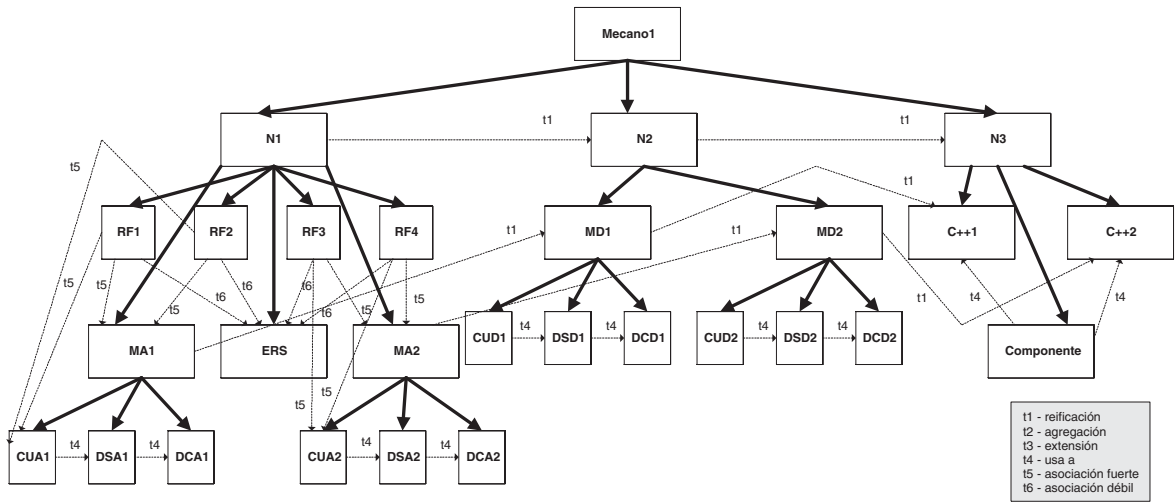 Mecano1
t1
t1
N1
N2
N3
t5
t1
RF1
RF2
RF3
RF4
MD1
MD2
C++1
C++2
t1
t1
t5
t5
t6
t6
t5
t5
t6
t5
t1
t4
t4
MA1
ERS
MA2
CUD1
t4
DSD1
t4
DCD1
CUD2
t4
DSD2
t4
DCD2
Componente
t5
t5
CUA1
t4
DSA1
t4
DCA1
CUA2
t4
DSA2
t4
DCA2
t1 - reificación
t2 - agregación
t3 - extensión
t4 - usa a
t5 - asociación fuerte
t6 - asociación débil